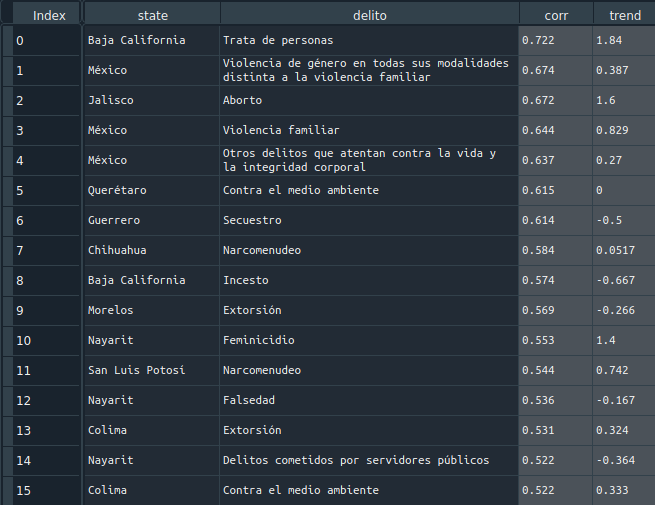 Index state delito corr trend
0 Baja California Trata de personas 0.722 1.84
1 México Violencia de género en todas sus modalidades distinta a la violencia familiar 0.674 0.387
2 Jalisco Aborto 0.672 1.6
3 México Violencia familiar 0.644 0.829
4 México Otros delitos que atentan contra la vida y la integridad corporal 0.637 0.27
5 Querétaro Contra el medio ambiente 0.615 0
6 Guerrero Secuestro 0.614 -0.5
7 Chihuahua Narcomenudeo 0.584 0.0517
8 Baja California Incesto 0.574 -0.667
9 Morelos Extorsión 0.569 -0.266
10 Nayarit Feminicidio 0.553 1.4
11 San Luis Potosí Narcomenudeo 0.544 0.742
12 Nayarit Falsedad 0.536 -0.167
13 Colima Extorsión 0.531 0.324
14 Nayarit Delitos cometidos por servidores públicos 0.522 -0.364
15 Colima Contra el medio ambiente 0.522 0.333